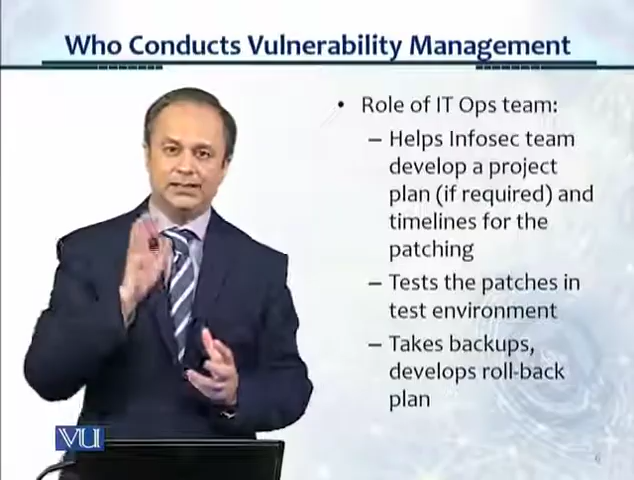 Who Conducts Vulnerability Management
• Role of IT Ops team:
– Helps Infosec team
develop a project
plan (if required) and
timelines for the
patching
– Tests the patches in
test environment
– Takes backups,
develops roll-back
plan
VU
6